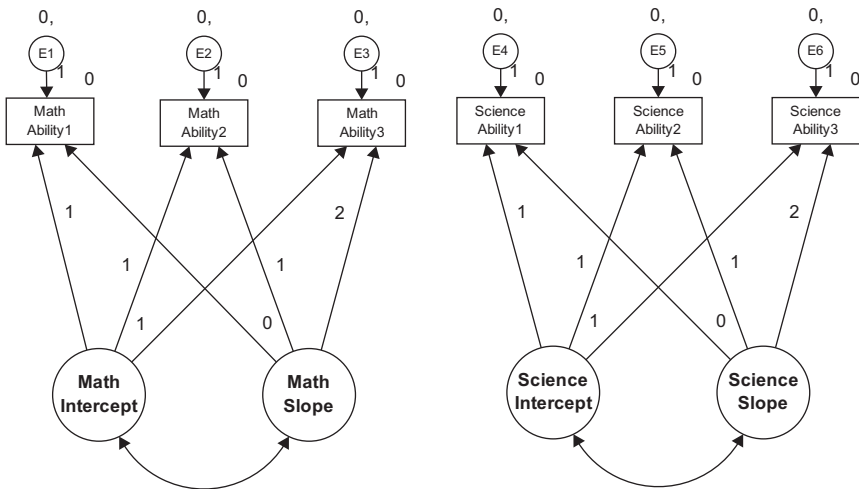 0, 0, 0, 0, 0, 0,
E1 E2 E3 E4 E5 E6
1 0 1 0 1 0 1 0 1 0 1 0
Math Math Math Science Science Science
Ability1 Ability2 Ability3 Ability1 Ability2 Ability3
1 2 1 2
1 1 1 1
1 0 1 0
Math Math Science Science
Intercept Slope Intercept Slope